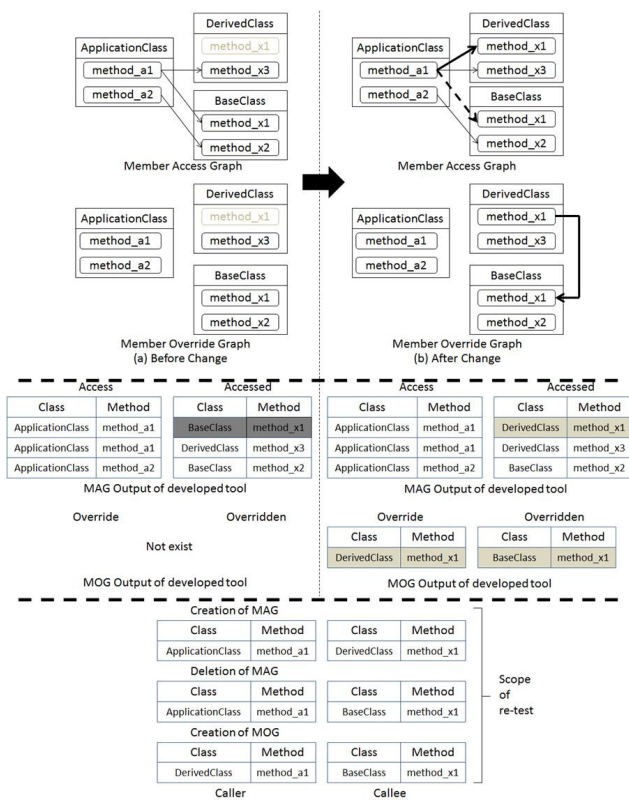 DerivedClass
ApplicationClass
method_x1
method_a1
method_x3
method_a2
BaseClass
method_x1
method_x2
Member Access Graph
DerivedClass
ApplicationClass
method_x1
method_a1
method_x3
method_a2
BaseClass
method_x1
method_x2
Member Override Graph
(a) Before Change
DerivedClass
ApplicationClass
method_x1
method_a1
method_x3
method_a2
BaseClass
method_x1
method_x2
Member Access Graph
DerivedClass
ApplicationClass
method_x1
method_a1
method_x3
method_a2
BaseClass
method_x1
method_x2
Member Override Graph
(b) After Change
Access Accessed
Class Method Class Method
ApplicationClass method_a1 BaseClass method_x1
ApplicationClass method_a1 DerivedClass method_x3
ApplicationClass method_a2 BaseClass method_x2
MAG Output of developed tool
Override Overridden
Not exist
MOG Output of developed tool
Access Accessed
Class Method Class Method
ApplicationClass method_a1 DerivedClass method_x1
ApplicationClass method_a1 DerivedClass method_x3
ApplicationClass method_a2 BaseClass method_x2
MAG Output of developed tool
Override Overridden
Class Method Class Method
DerivedClass method_x1 BaseClass method_x1
MOG Output of developed tool
Creation of MAG
Class Method Class Method
ApplicationClass method_a1 DerivedClass method_x1
Deletion of MAG
Class Method Class Method
ApplicationClass method_a1 BaseClass method_x1
Creation of MOG
Class Method Class Method
DerivedClass method_a1 BaseClass method_x1
Caller Callee
Scope
of
re-test